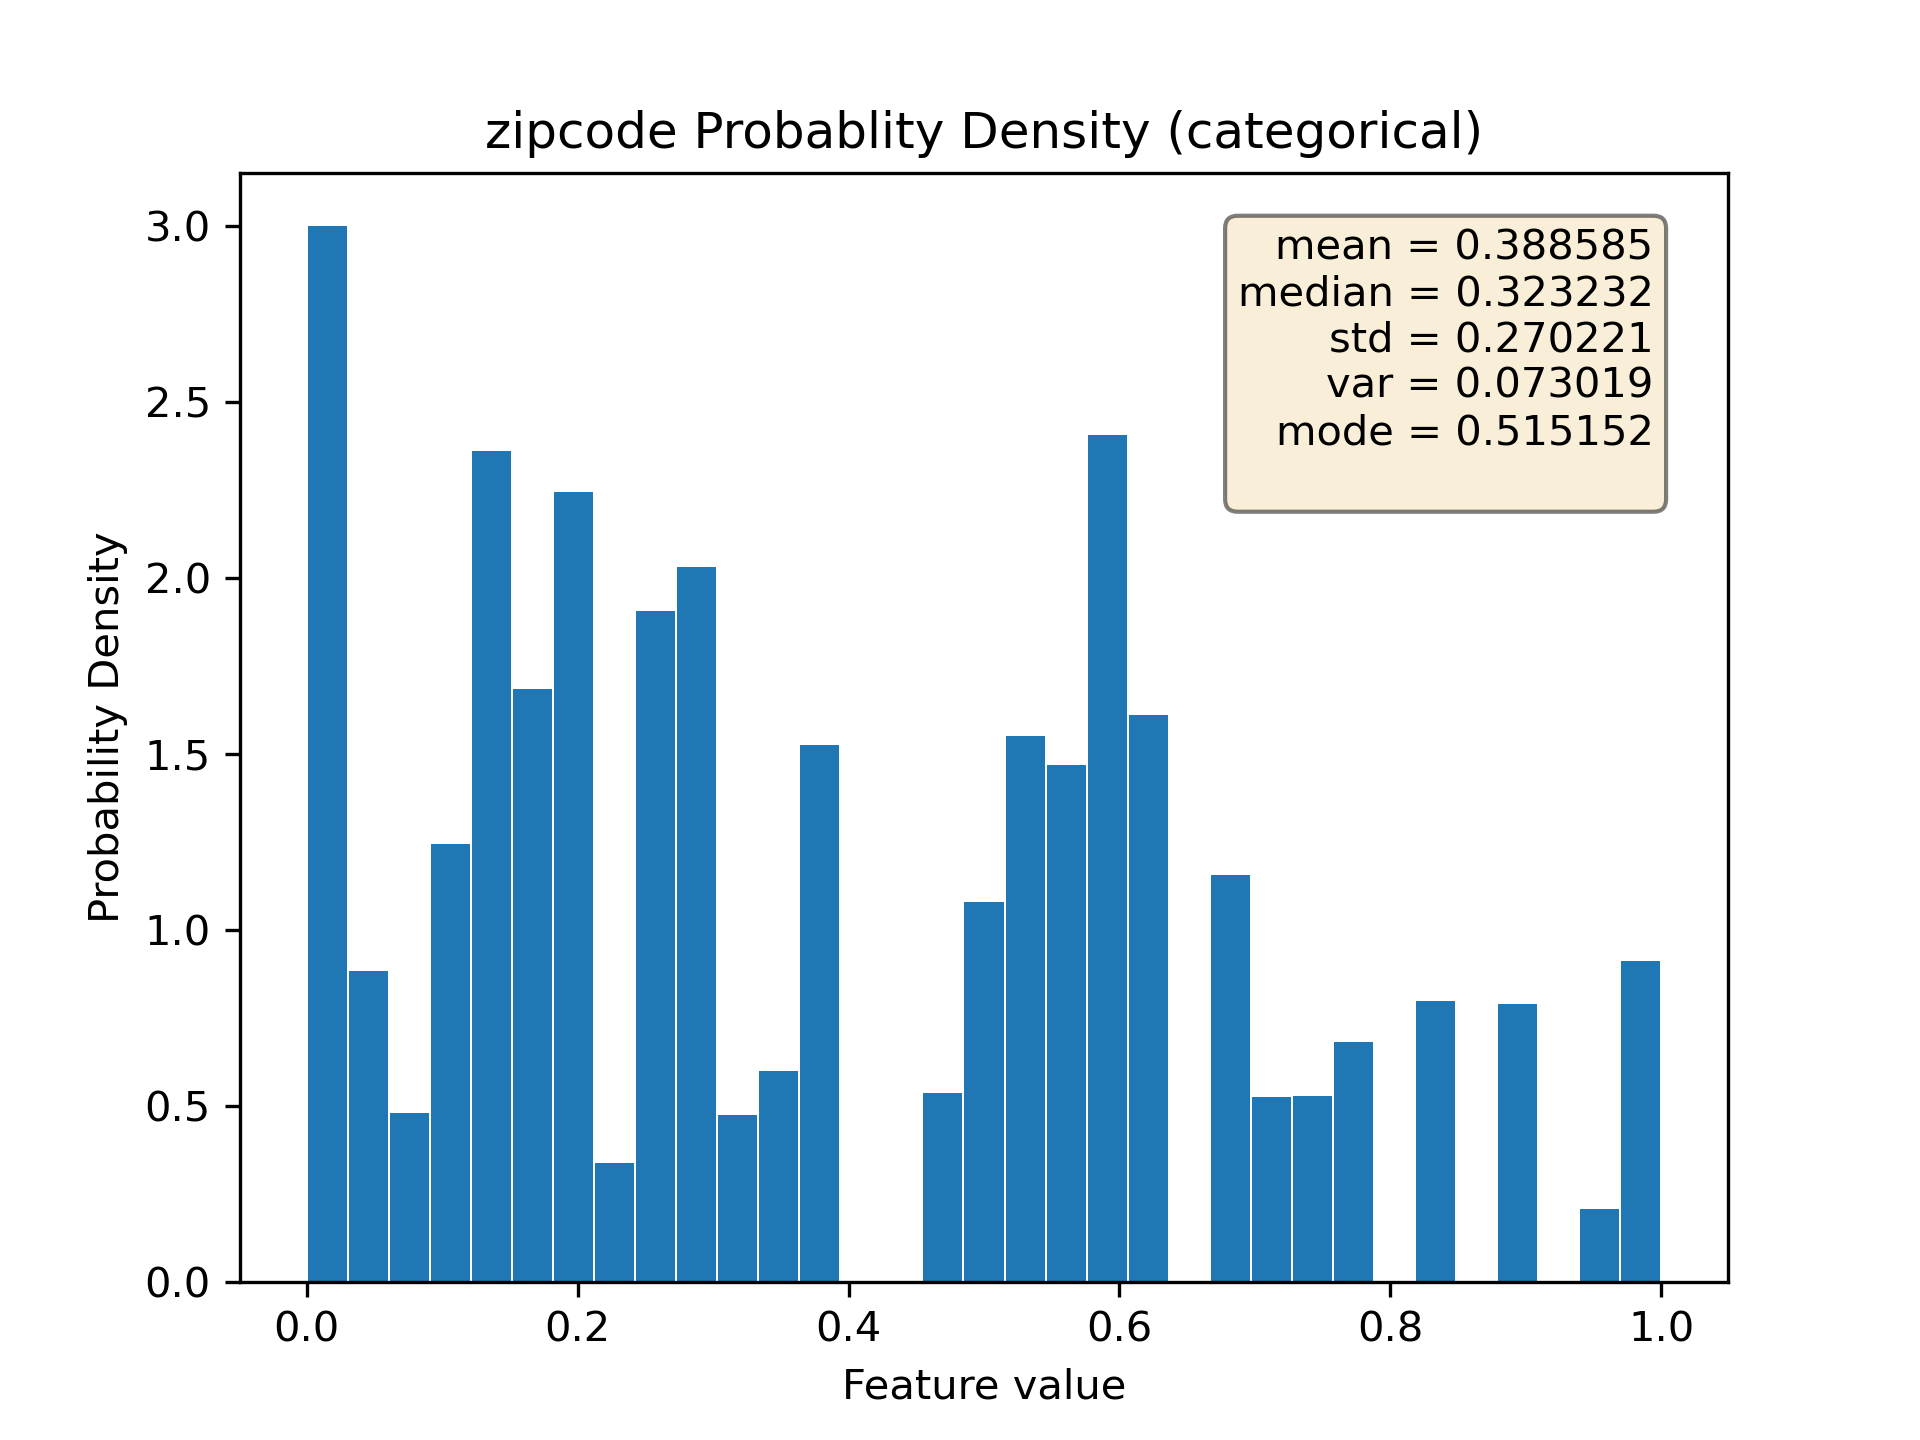 zipcode Probablity Density (categorical)
mean = 0.388585
median = 0.323232
std = 0.270221
var = 0.073019
mode = 0.515152
Probability Density
3.0
2.5
2.0
1.5
1.0
0.5
0.0
0.0 0.2 0.4 0.6 0.8 1.0
Feature value